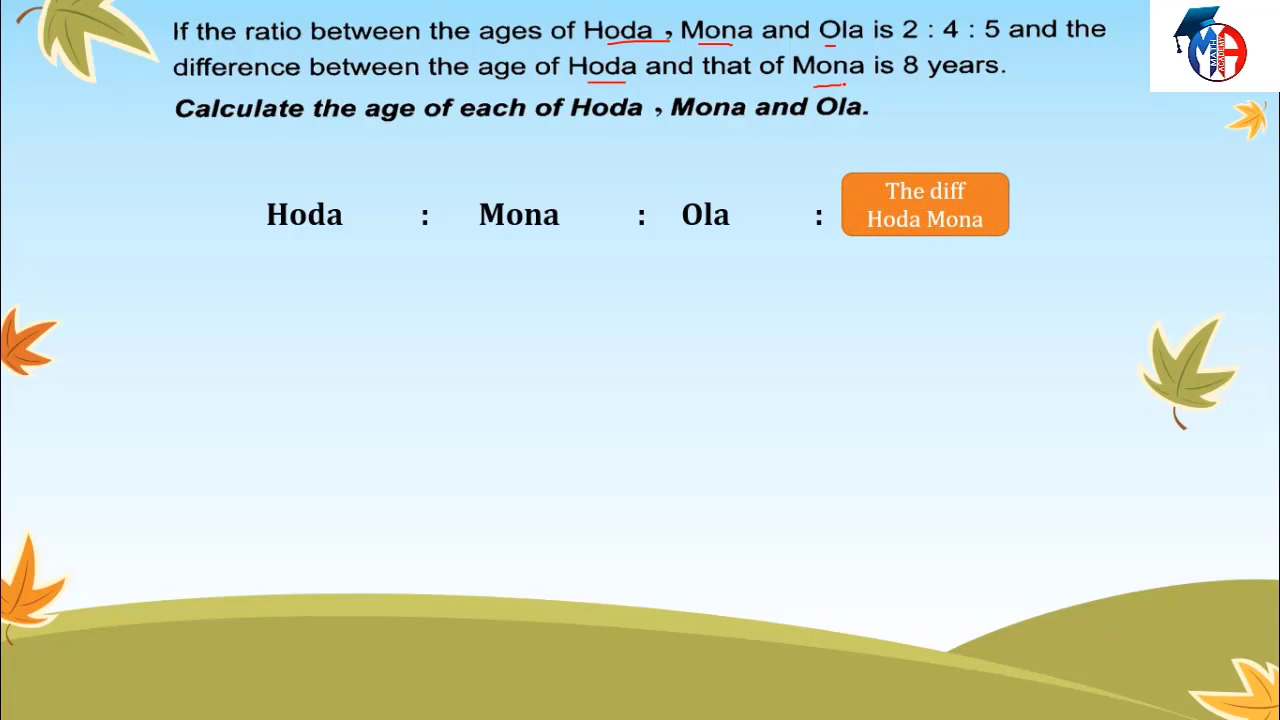 If the ratio between the ages of Hoda , Mona and Ola is 2 : 4 : 5 and the
difference between the age of Hoda and that of Mona is 8 years.
Calculate the age of each of Hoda , Mona and Ola.
MATH
ACADEMY
Hoda : Mona : Ola :
The diff
Hoda Mona